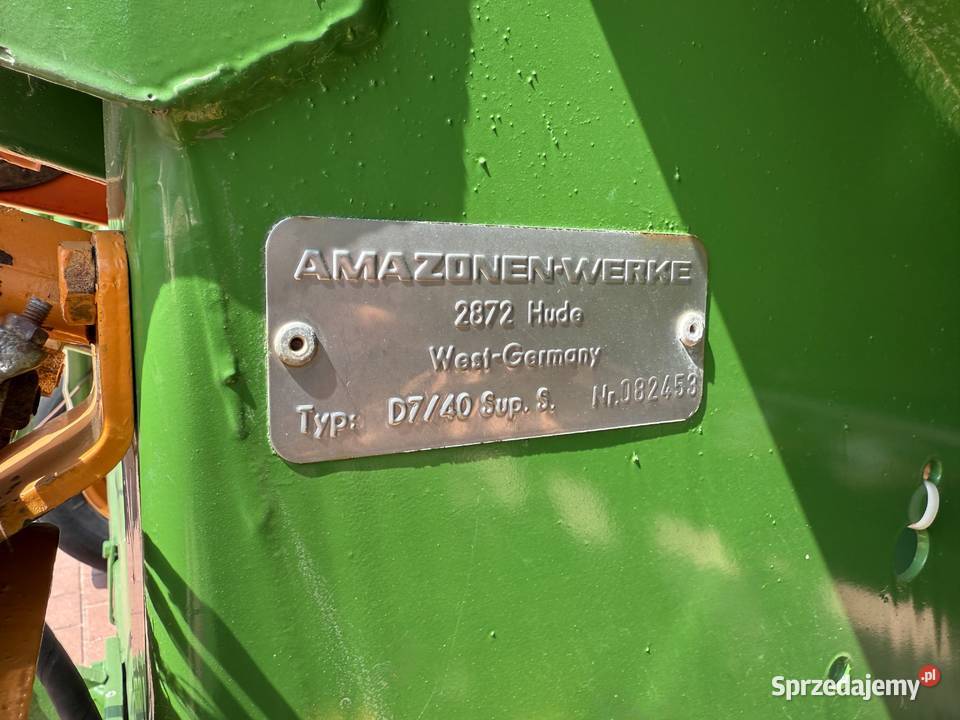 AMAZONEN-WERKE
2872 Hude
West-Germany
Typ: D7/40 Sup. S. Nr.082453
Sprzedajemy.pl